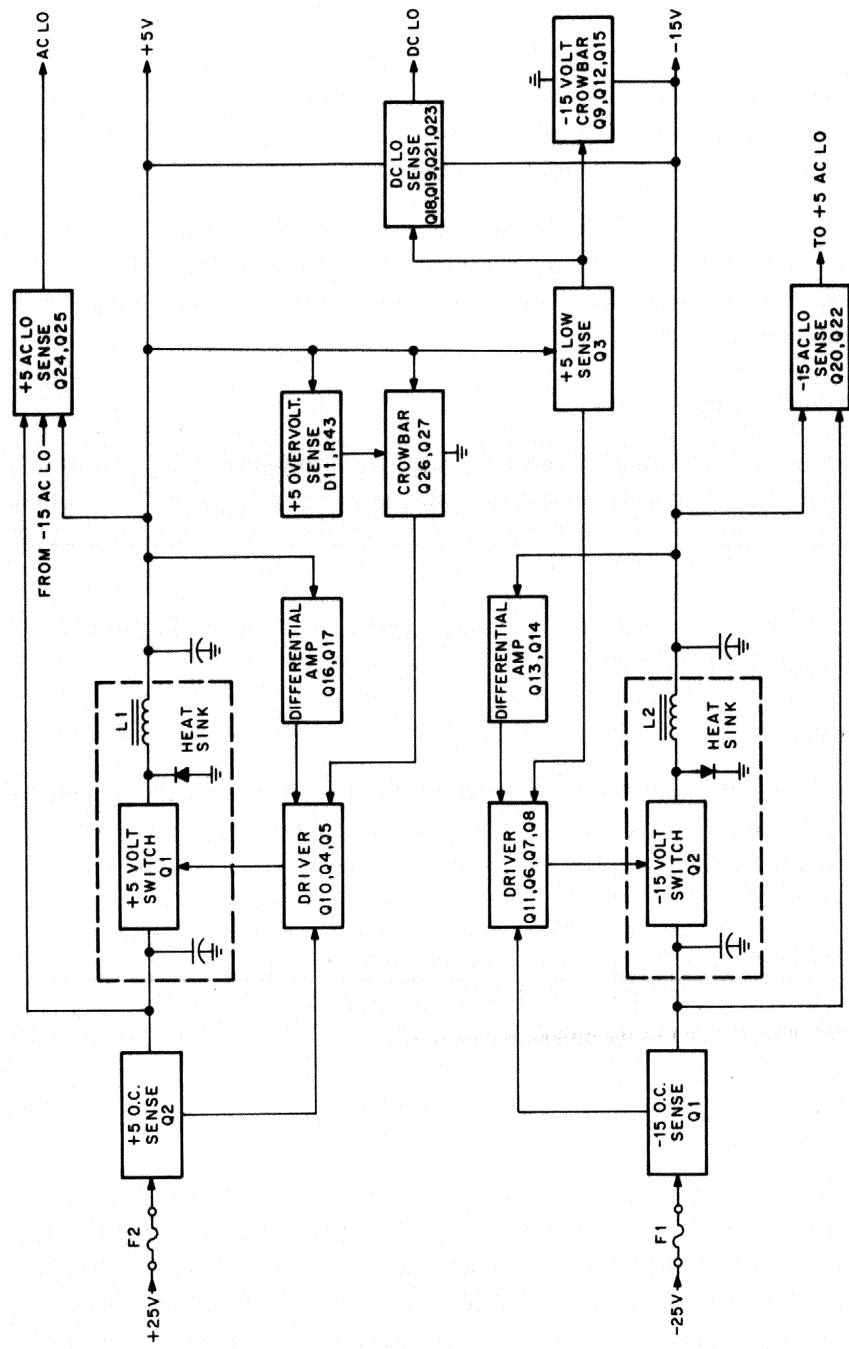 +25V
F2
+5 O.C.
SENSE
Q2
+5 VOLT
SWITCH
Q1
L1
HEAT
SINK
FROM -15 AC LO
+5 AC LO
SENSE
Q24,Q25
AC LO
+5V
DRIVER
Q10,Q4,Q5
DIFFERENTIAL
AMP
Q16,Q17
+5 OVERVOLT.
SENSE
D11,R43
CROWBAR
Q26,Q27
DC LO
SENSE
Q18,Q19,Q21,Q23
DC LO
DRIVER
Q11,Q6,Q7,Q8
DIFFERENTIAL
AMP
Q13,Q14
+5 LOW
SENSE
Q3
-15 VOLT
CROWBAR
Q9,Q12,Q15
-25V
F1
-15 O.C.
SENSE
Q1
-15 VOLT
SWITCH
Q2
L2
HEAT
SINK
-15V
-15 AC LO
SENSE
Q20,Q22
TO +5 AC LO